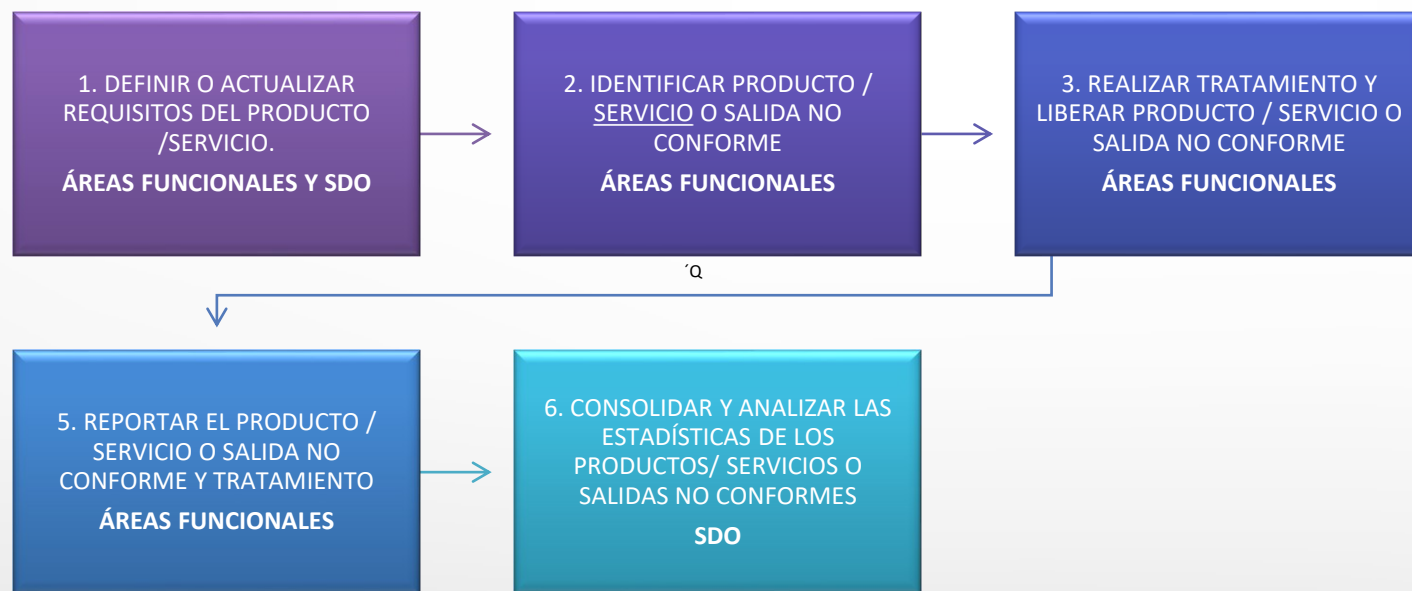 1. DEFINIR O ACTUALIZAR
REQUISITOS DEL PRODUCTO
/SERVICIO.
ÁREAS FUNCIONALES Y SDO
2. IDENTIFICAR PRODUCTO /
SERVICIO O SALIDA NO
CONFORME
ÁREAS FUNCIONALES
3. REALIZAR TRATAMIENTO Y
LIBERAR PRODUCTO / SERVICIO O
SALIDA NO CONFORME
ÁREAS FUNCIONALES
´Q
5. REPORTAR EL PRODUCTO /
SERVICIO O SALIDA NO
CONFORME Y TRATAMIENTO
ÁREAS FUNCIONALES
6. CONSOLIDAR Y ANALIZAR LAS
ESTADÍSTICAS DE LOS
PRODUCTOS/ SERVICIOS O
SALIDAS NO CONFORMES
SDO